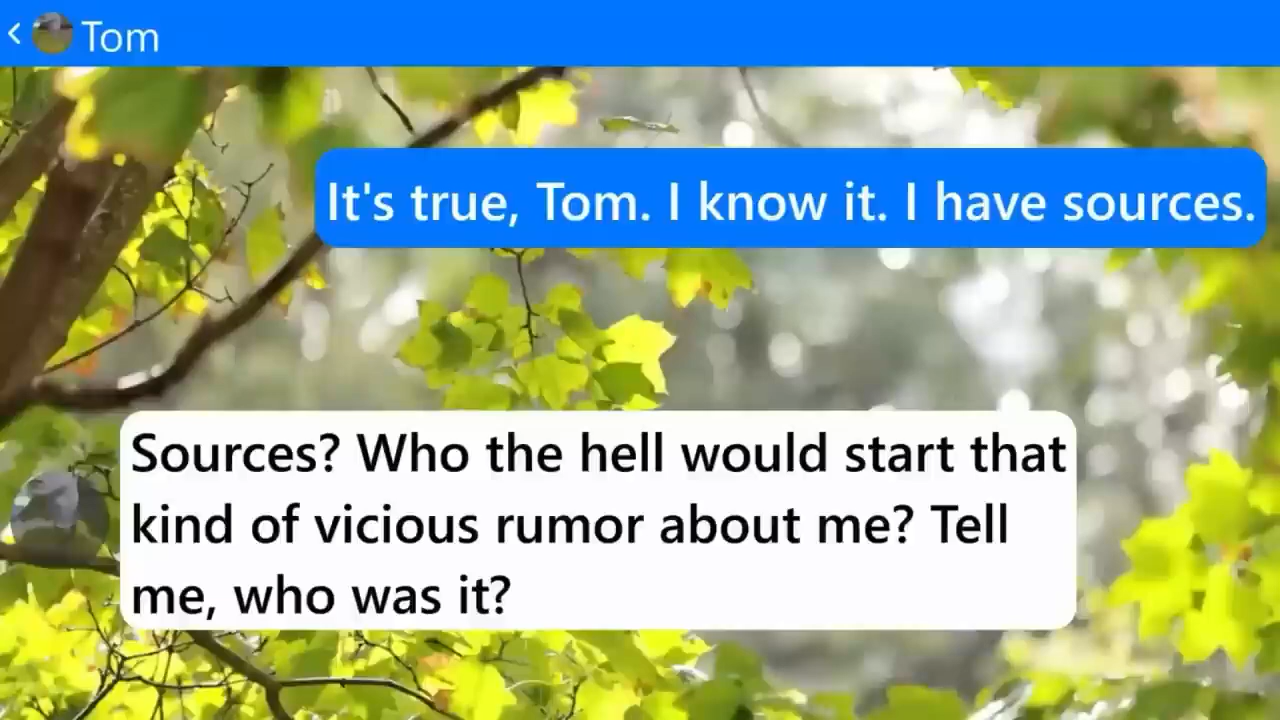 Tom
It's true, Tom. I know it. I have sources.
Sources? Who the hell would start that
kind of vicious rumor about me? Tell
me, who was it?